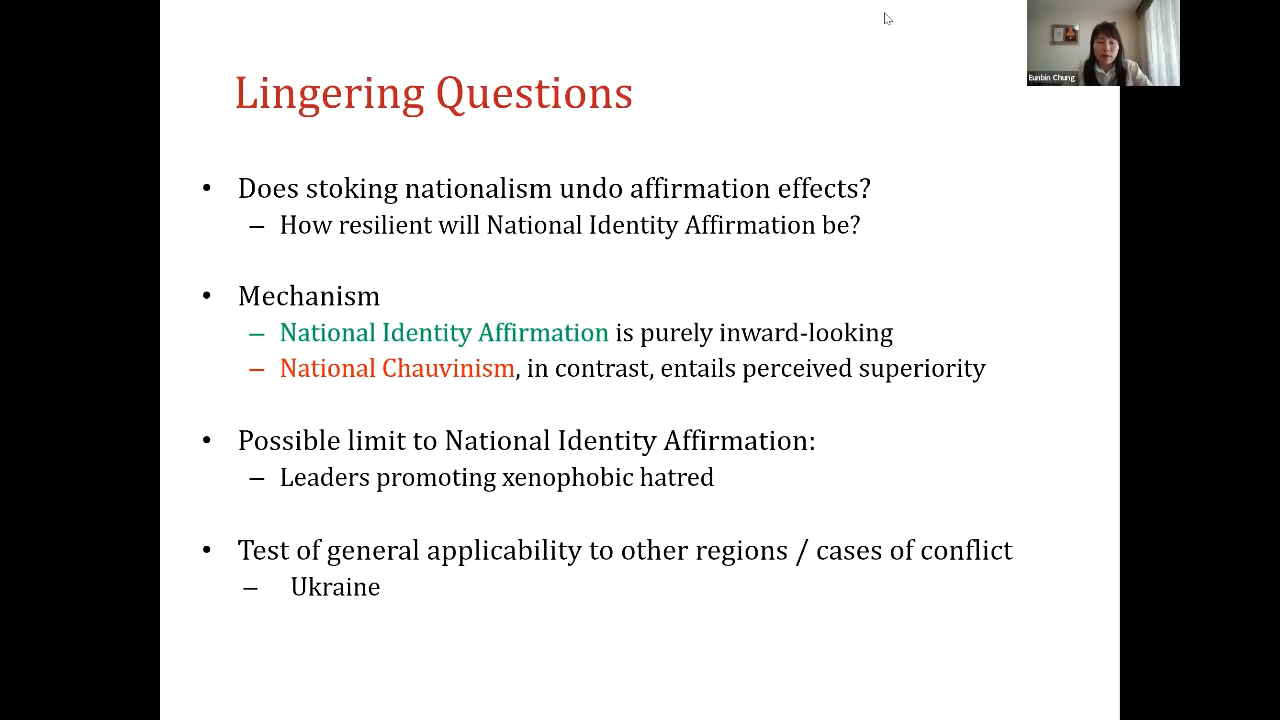 Eunbin Chung
Lingering Questions
• Does stoking nationalism undo affirmation effects?
– How resilient will National Identity Affirmation be?
• Mechanism
– National Identity Affirmation is purely inward-looking
– National Chauvinism, in contrast, entails perceived superiority
• Possible limit to National Identity Affirmation:
– Leaders promoting xenophobic hatred
• Test of general applicability to other regions / cases of conflict
– Ukraine